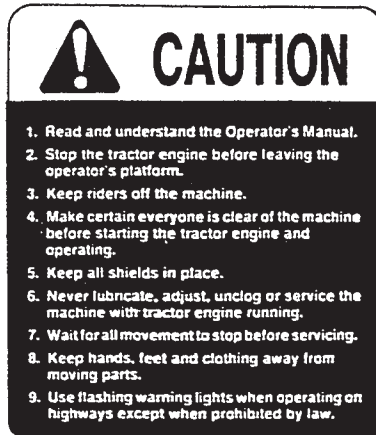 CAUTION
1. Read and understand the Operator's Manual.
2. Stop the tractor engine before leaving the
operator's platform.
3. Keep riders off the machine.
4. Make certain everyone is clear of the machine
before starting the tractor engine and
operating.
5. Keep all shields in place.
6. Never lubricate, adjust, unclog or service the
machine with tractor engine running.
7. Wait for all movement to stop before servicing.
8. Keep hands, feet and clothing away from
moving parts.
9. Use flashing warning lights when operating on
highways except when prohibited by law.